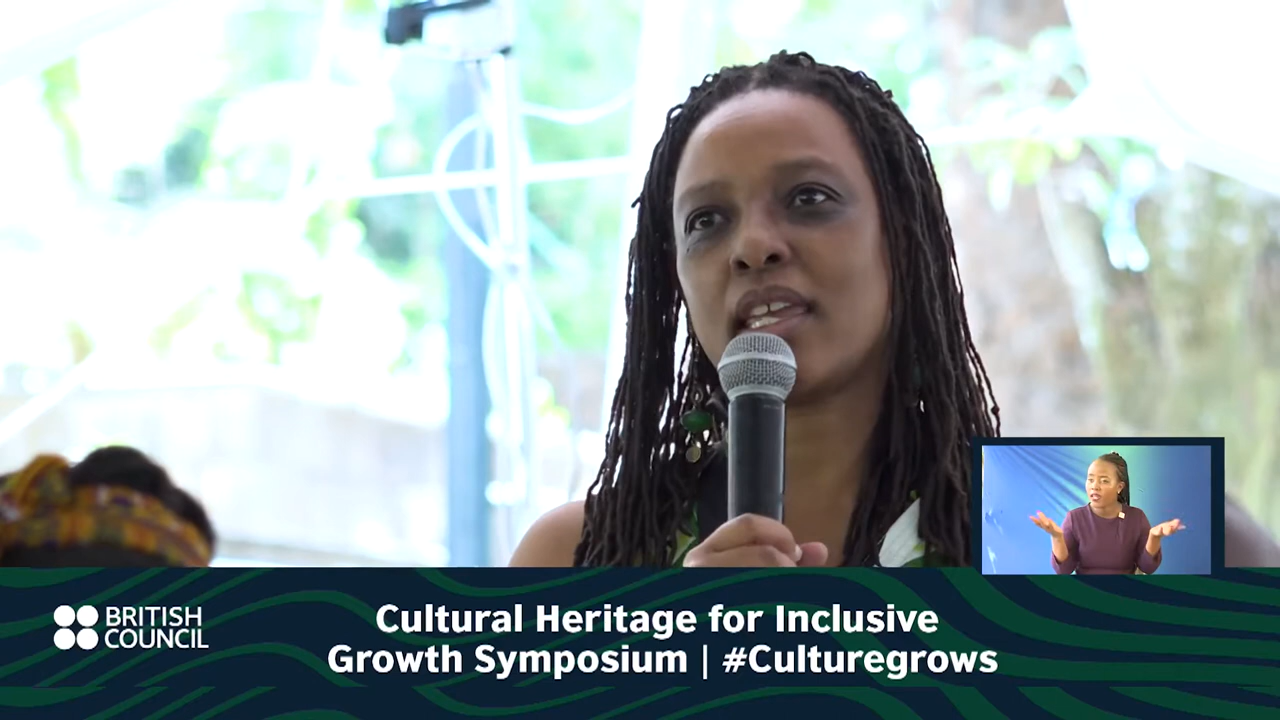 BRITISH
COUNCIL
Cultural Heritage for Inclusive
Growth Symposium | #Culturegrows